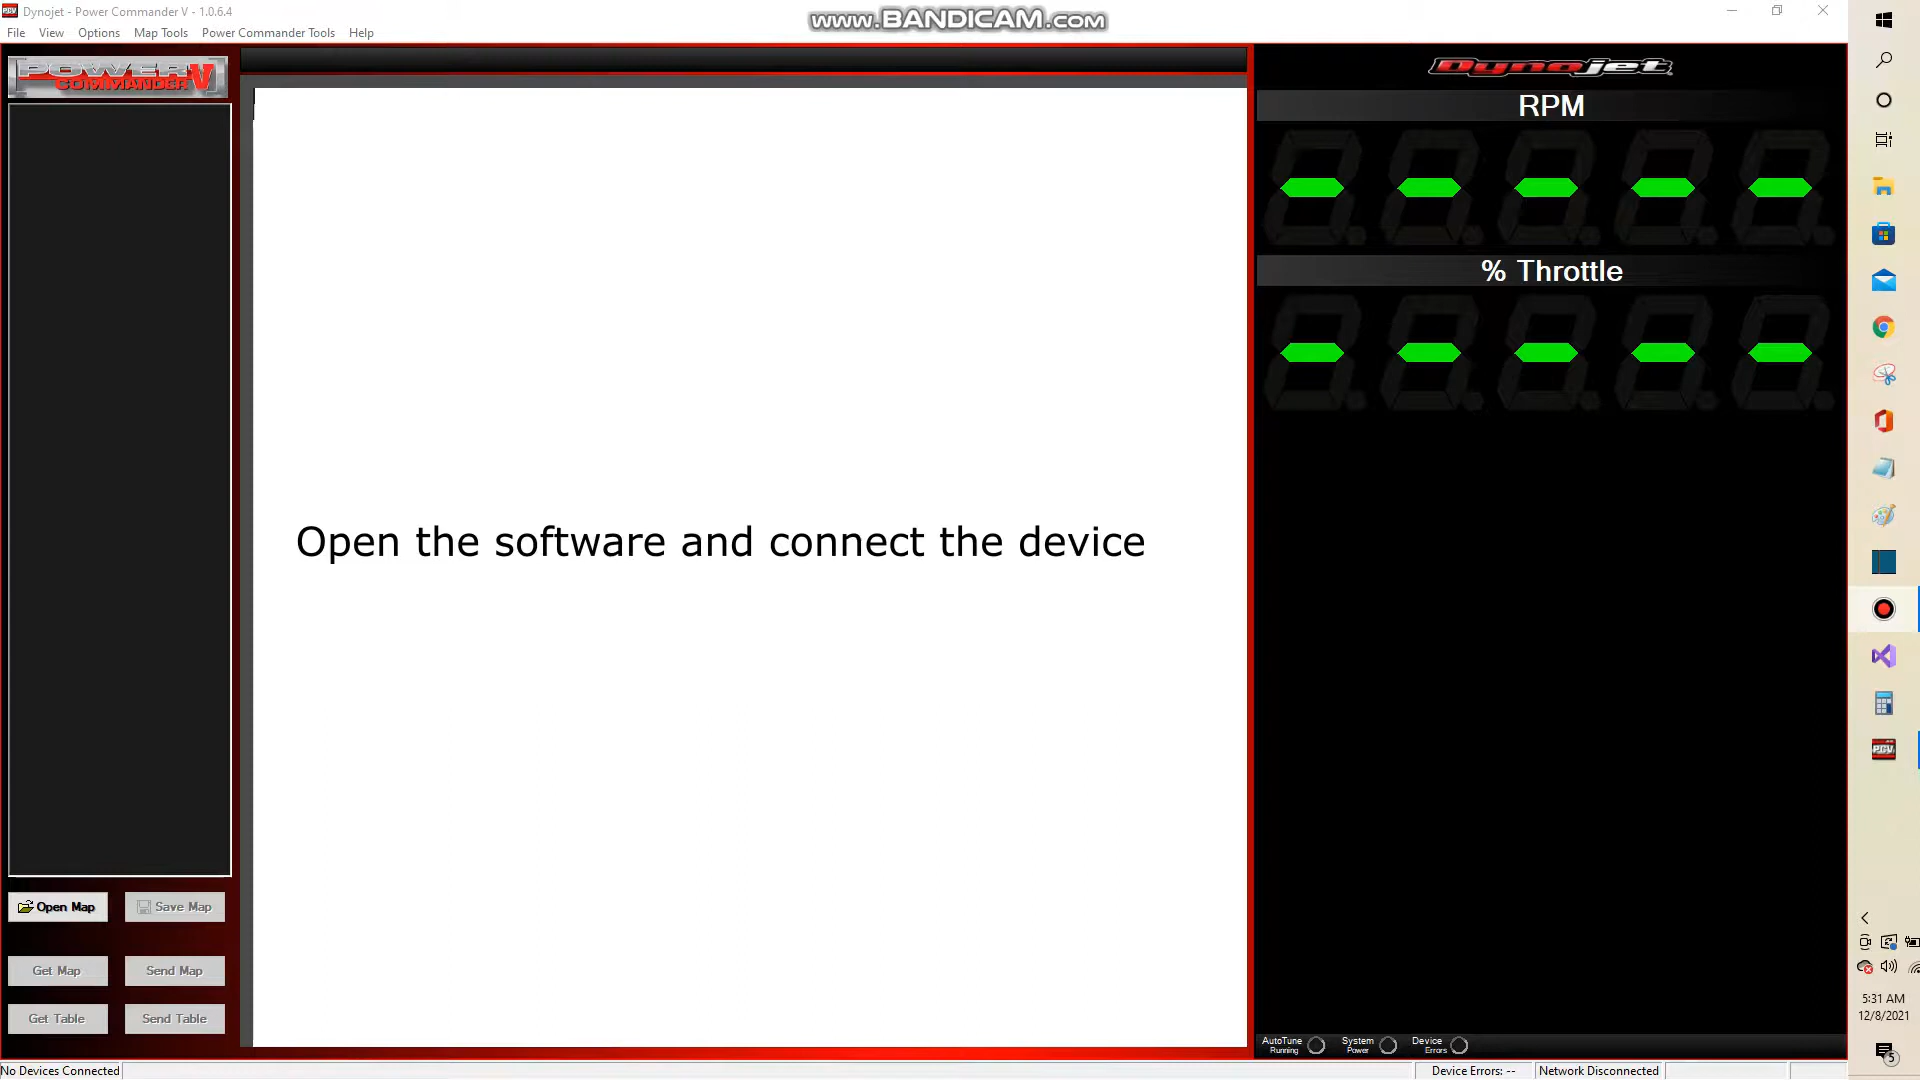 Dynojet - Power Commander V - 1.0.6.4
www.BANDICAM.com
File View Options Map Tools Power Commander Tools Help
POWER COMMANDER V
Dynojet
RPM
% Throttle
Open the software and connect the device
Open Map
Save Map
Get Map
Send Map
Get Table
Send Table
AutoTune Running
System Power
Device Errors
No Devices Connected
Device Errors: --
Network Disconnected
PCV
5:31 AM
12/8/2021
5